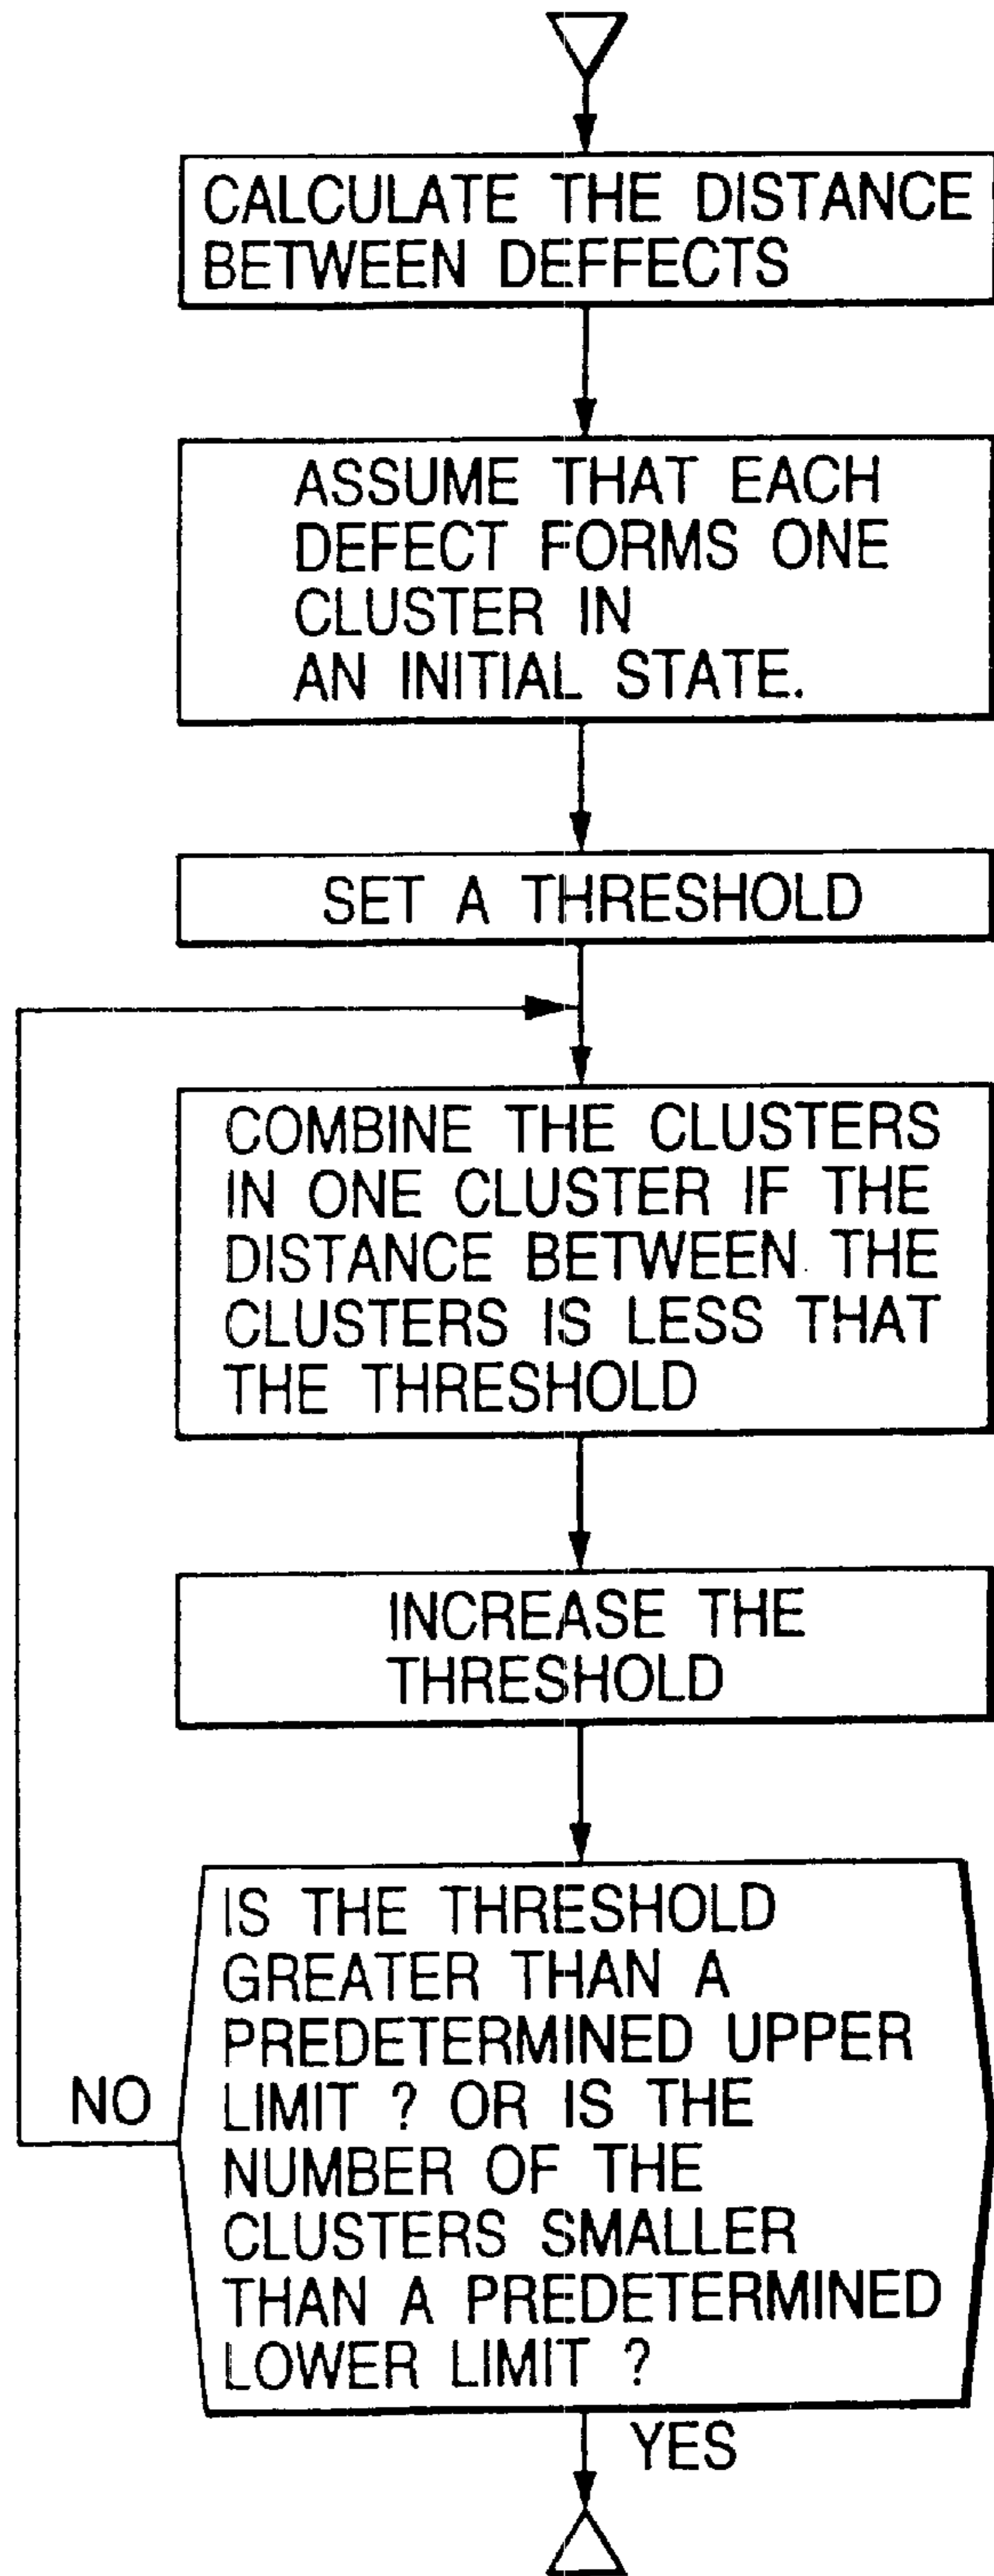 CALCULATE THE DISTANCE
BETWEEN DEFFECTS
ASSUME THAT EACH
DEFECT FORMS ONE
CLUSTER IN
AN INITIAL STATE.
SET A THRESHOLD
COMBINE THE CLUSTERS
IN ONE CLUSTER IF THE
DISTANCE BETWEEN THE
CLUSTERS IS LESS THAT
THE THRESHOLD
INCREASE THE
THRESHOLD
IS THE THRESHOLD
GREATER THAN A
PREDETERMINED UPPER
LIMIT ? OR IS THE
NUMBER OF THE
CLUSTERS SMALLER
THAN A PREDETERMINED
LOWER LIMIT ?
NO
YES